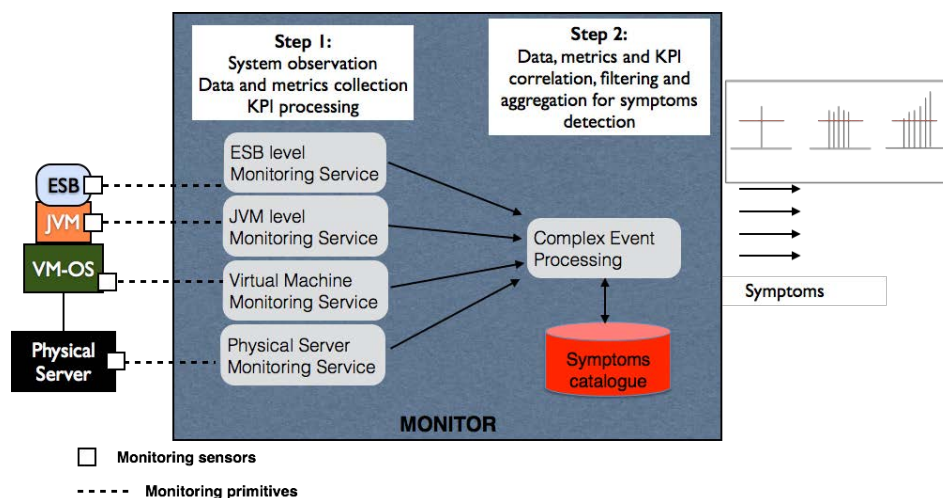 Step 1:
System observation
Data and metrics collection
KPI processing
Step 2:
Data, metrics and KPI
correlation, filtering and
aggregation for symptoms
detection
ESB level
Monitoring Service
JVM level
Monitoring Service
Virtual Machine
Monitoring Service
Physical Server
Monitoring Service
Complex Event
Processing
Symptoms
catalogue
MONITOR
ESB
JVM
VM-OS
Physical
Server
Symptoms
Monitoring sensors
Monitoring primitives